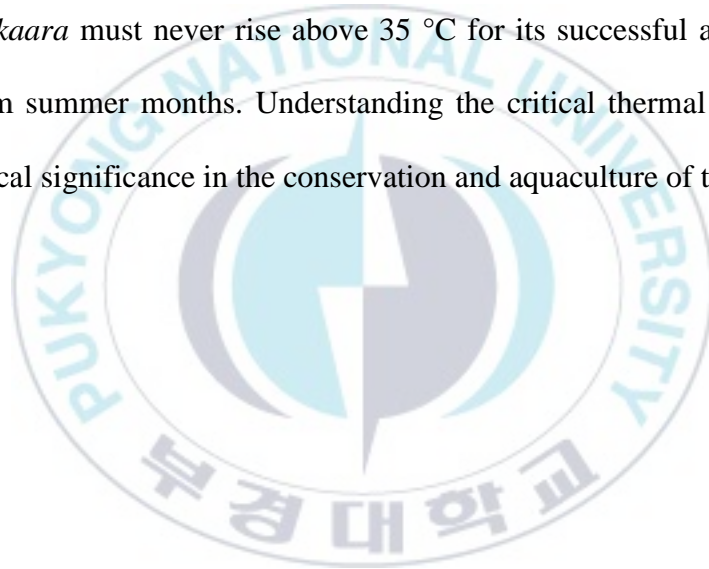 kaara must never rise above 35 °C for its successful a
m summer months. Understanding the critical thermal
cal significance in the conservation and aquaculture of t
PUKYONG NATIONAL UNIVERSITY
부경대학교